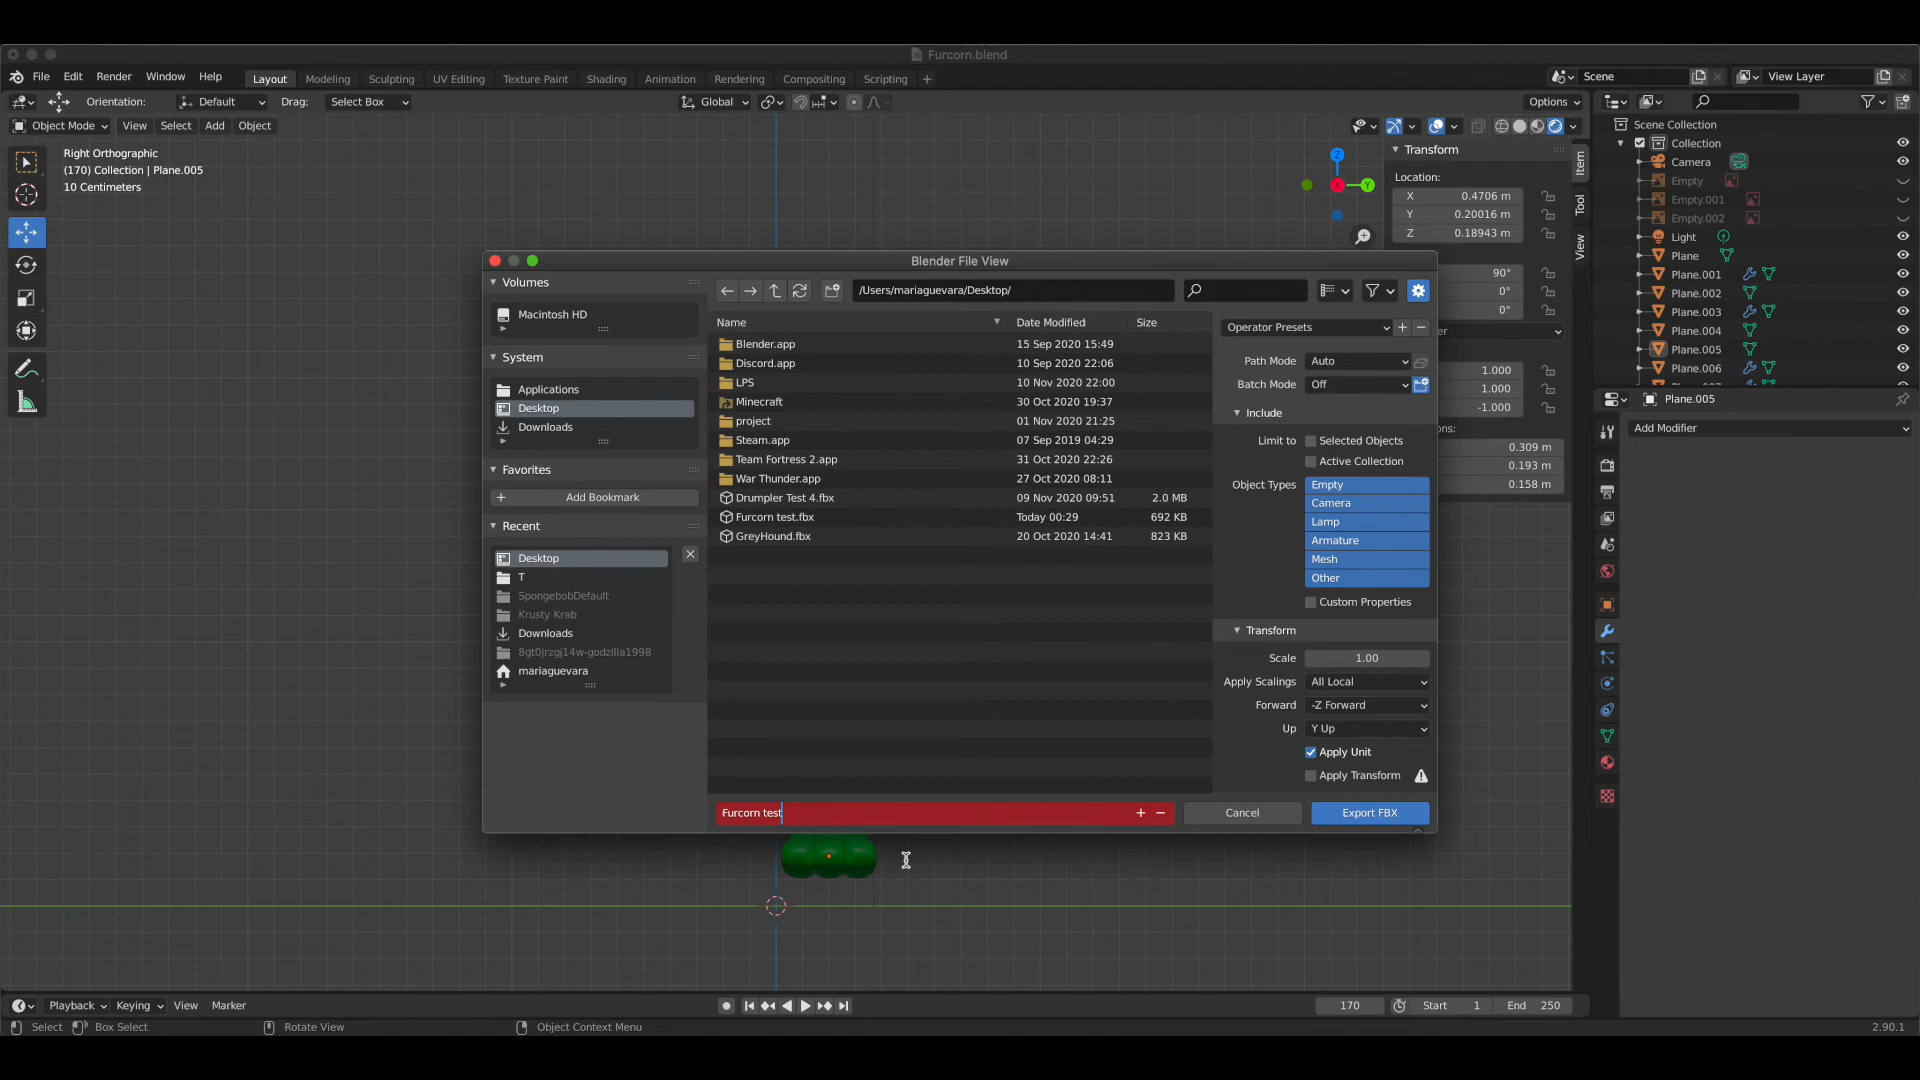 Furcorn.blend
File Edit Render Window Help Layout Modeling Sculpting UV Editing Texture Paint Shading Animation Rendering Compositing Scripting + Scene View Layer
Orientation: Default Drag: Select Box Global Options
Object Mode View Select Add Object
Right Orthographic
(170) Collection | Plane.005
10 Centimeters
Z
X
Y
Transform
Location:
X 0.4706 m
Y 0.20016 m
Z 0.18943 m
90°
0°
0°
er
1.000
1.000
-1.000
ons:
0.309 m
0.193 m
0.158 m
Item
Tool
View
Scene Collection
Collection
Camera
Empty
Empty.001
Empty.002
Light
Plane
Plane.001
Plane.002
Plane.003
Plane.004
Plane.005
Plane.006
Plane.005
Add Modifier
Blender File View
Volumes
Macintosh HD
System
Applications
Desktop
Downloads
Favorites
Add Bookmark
Recent
Desktop
T
SpongebobDefault
Krusty Krab
Downloads
8gt0jrzgj14w-godzilla1998
mariaguevara
/Users/mariaguevara/Desktop/
Name Date Modified Size
Blender.app 15 Sep 2020 15:49
Discord.app 10 Sep 2020 22:06
LPS 10 Nov 2020 22:00
Minecraft 30 Oct 2020 19:37
project 01 Nov 2020 21:25
Steam.app 07 Sep 2019 04:29
Team Fortress 2.app 31 Oct 2020 22:26
War Thunder.app 27 Oct 2020 08:11
Drumpler Test 4.fbx 09 Nov 2020 09:51 2.0 MB
Furcorn test.fbx Today 00:29 692 KB
GreyHound.fbx 20 Oct 2020 14:41 823 KB
Operator Presets
Path Mode Auto
Batch Mode Off
Include
Limit to Selected Objects
Active Collection
Object Types Empty
Camera
Lamp
Armature
Mesh
Other
Custom Properties
Transform
Scale 1.00
Apply Scalings All Local
Forward -Z Forward
Up Y Up
Apply Unit
Apply Transform
Furcorn test + − Cancel Export FBX
Playback Keying View Marker 170 Start 1 End 250
Select Box Select Rotate View Object Context Menu 2.90.1